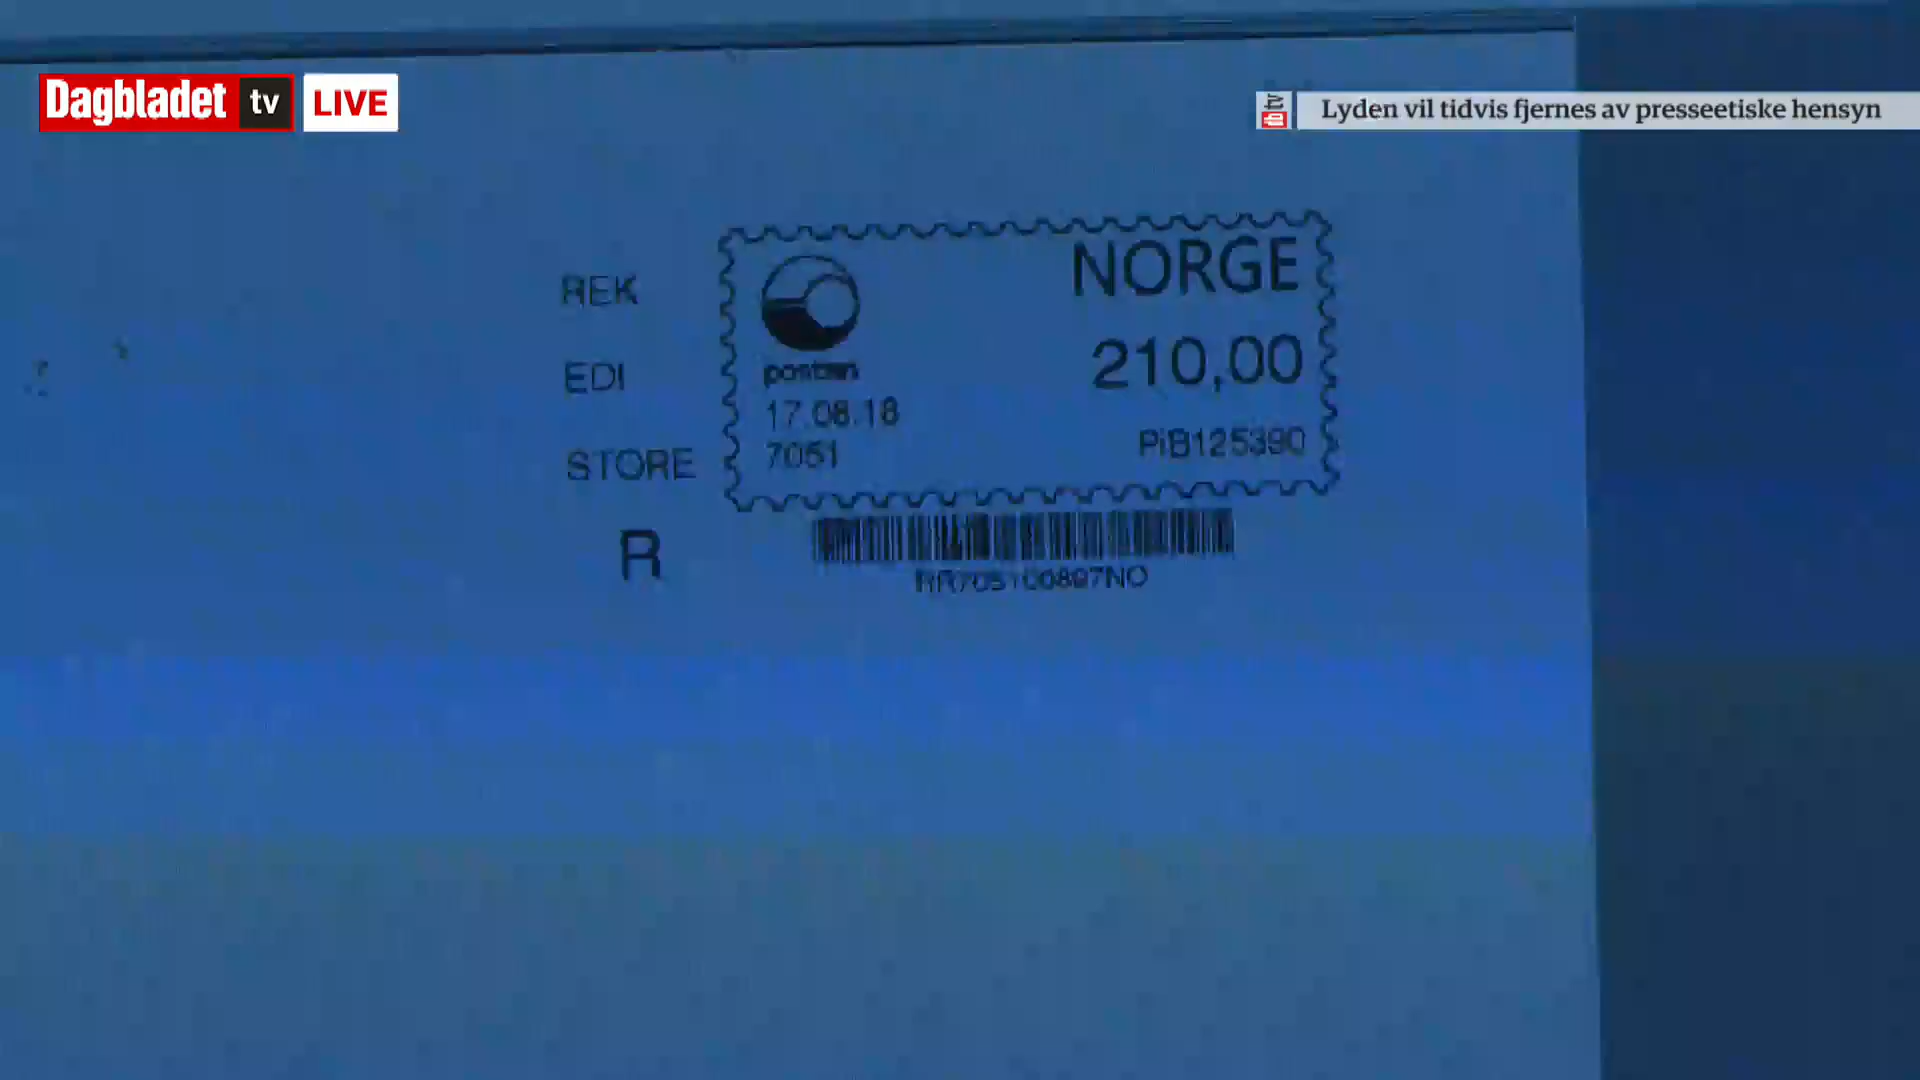 Dagbladet tv LIVE
Lyden vil tidvis fjernes av presseetiske hensyn
REK
EDI
STORE
R
NORGE
210,00
posten
17.08.18
7051
PiB125390